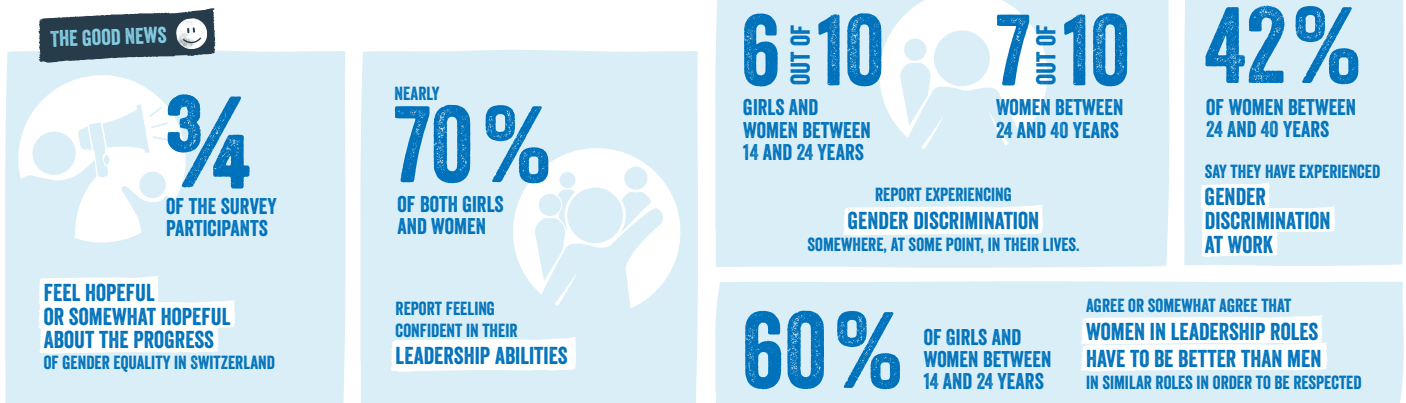 THE GOOD NEWS
3/4
OF THE SURVEY
PARTICIPANTS
FEEL HOPEFUL
OR SOMEWHAT HOPEFUL
ABOUT THE PROGRESS
OF GENDER EQUALITY IN SWITZERLAND
NEARLY
70%
OF BOTH GIRLS
AND WOMEN
REPORT FEELING
CONFIDENT IN THEIR
LEADERSHIP ABILITIES
6 OUT OF 10
GIRLS AND
WOMEN BETWEEN
14 AND 24 YEARS
7 OUT OF 10
WOMEN BETWEEN
24 AND 40 YEARS
REPORT EXPERIENCING
GENDER DISCRIMINATION
SOMEWHERE, AT SOME POINT, IN THEIR LIVES.
42%
OF WOMEN BETWEEN
24 AND 40 YEARS
SAY THEY HAVE EXPERIENCED
GENDER
DISCRIMINATION
AT WORK
60%
OF GIRLS AND
WOMEN BETWEEN
14 AND 24 YEARS
AGREE OR SOMEWHAT AGREE THAT
WOMEN IN LEADERSHIP ROLES
HAVE TO BE BETTER THAN MEN
IN SIMILAR ROLES IN ORDER TO BE RESPECTED